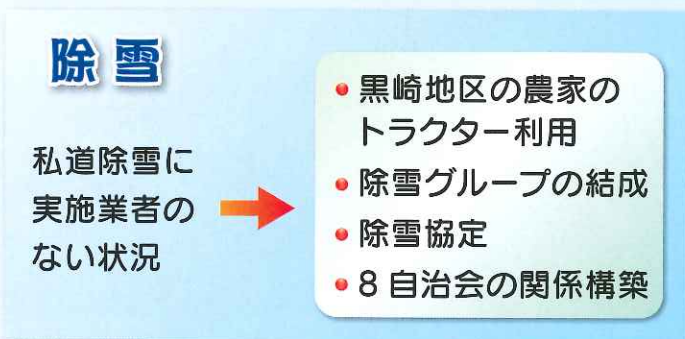 除雪
私道除雪に
実施業者の
ない状況
• 黒崎地区の農家の
トラクター利用
• 除雪グループの結成
• 除雪協定
• 8自治会の関係構築